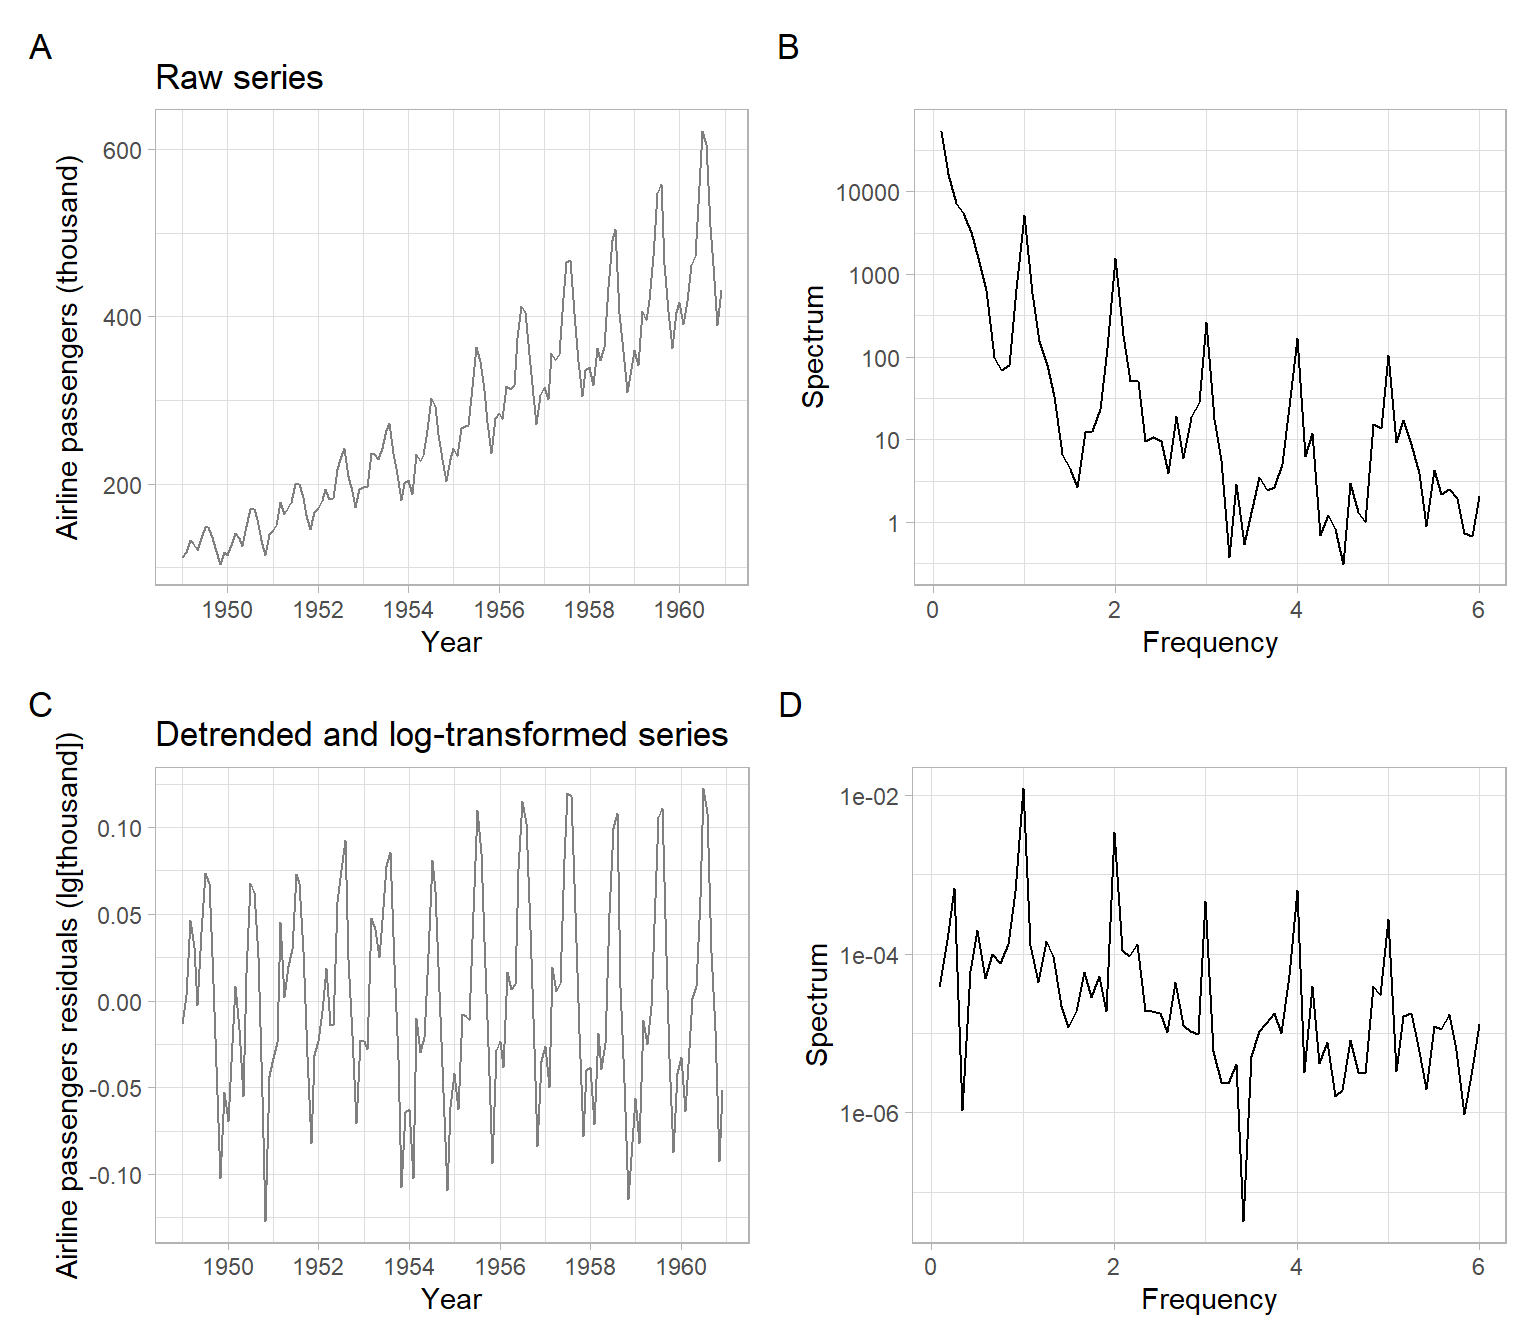 A
Raw series
Airline passengers (thousand)
600
400
200
1950 1952 1954 1956 1958 1960
Year
B
Spectrum
10000
1000
100
10
1
0 2 4 6
Frequency
C
Detrended and log-transformed series
Airline passengers residuals (lg[thousand])
0.10
0.05
0.00
-0.05
-0.10
1950 1952 1954 1956 1958 1960
Year
D
Spectrum
1e-02
1e-04
1e-06
0 2 4 6
Frequency